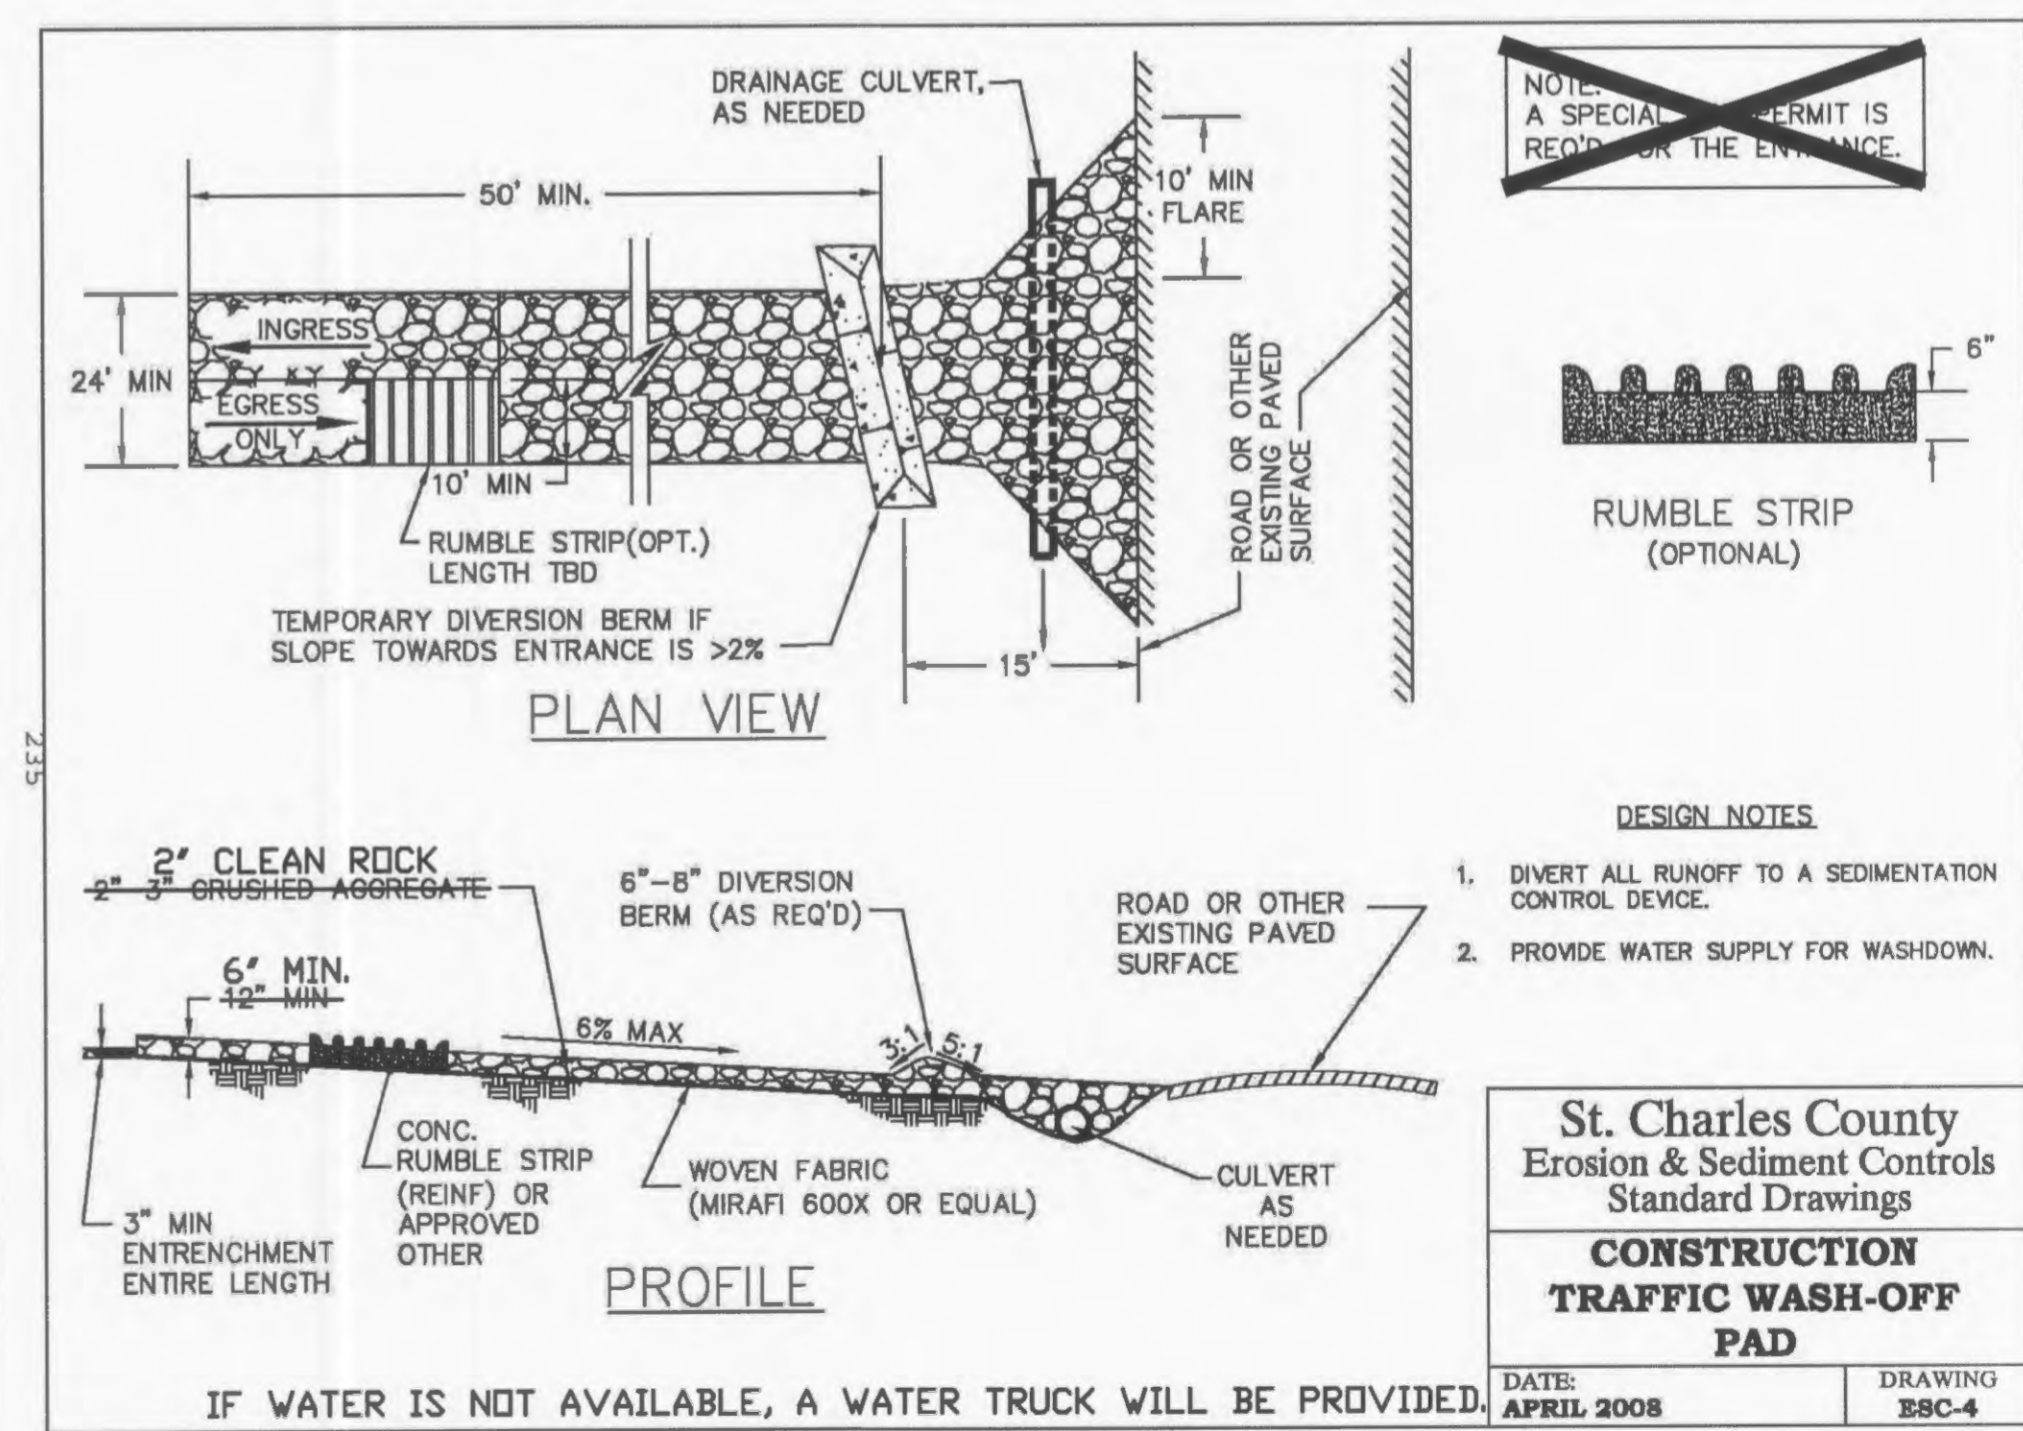 DRAINAGE CULVERT,
AS NEEDED
50' MIN.
10' MIN
FLARE
NOTE:
A SPECIAL PERMIT IS
REQ'D FOR THE ENTRANCE.
24' MIN
INGRESS
EGRESS
ONLY
10' MIN
RUMBLE STRIP(OPT.)
LENGTH TBD
TEMPORARY DIVERSION BERM IF
SLOPE TOWARDS ENTRANCE IS >2%
15'
ROAD OR OTHER
EXISTING PAVED
SURFACE
6"
RUMBLE STRIP
(OPTIONAL)
PLAN VIEW
235
DESIGN NOTES
1. DIVERT ALL RUNOFF TO A SEDIMENTATION
CONTROL DEVICE.
2. PROVIDE WATER SUPPLY FOR WASHDOWN.
2" CLEAN ROCK
2" 3" CRUSHED AGGREGATE
6" MIN.
12" MIN
6"-8" DIVERSION
BERM (AS REQ'D)
ROAD OR OTHER
EXISTING PAVED
SURFACE
6% MAX
3:1
5:1
3" MIN
ENTRENCHMENT
ENTIRE LENGTH
CONC.
RUMBLE STRIP
(REINF) OR
APPROVED
OTHER
WOVEN FABRIC
(MIRAFI 600X OR EQUAL)
CULVERT
AS
NEEDED
PROFILE
IF WATER IS NOT AVAILABLE, A WATER TRUCK WILL BE PROVIDED.
St. Charles County
Erosion & Sediment Controls
Standard Drawings
CONSTRUCTION
TRAFFIC WASH-OFF
PAD
DATE:
APRIL 2008
DRAWING
ESC-4